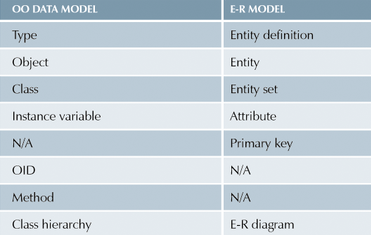 OO DATA MODEL E-R MODEL
Type Entity definition
Object Entity
Class Entity set
Instance variable Attribute
N/A Primary key
OID N/A
Method N/A
Class hierarchy E-R diagram